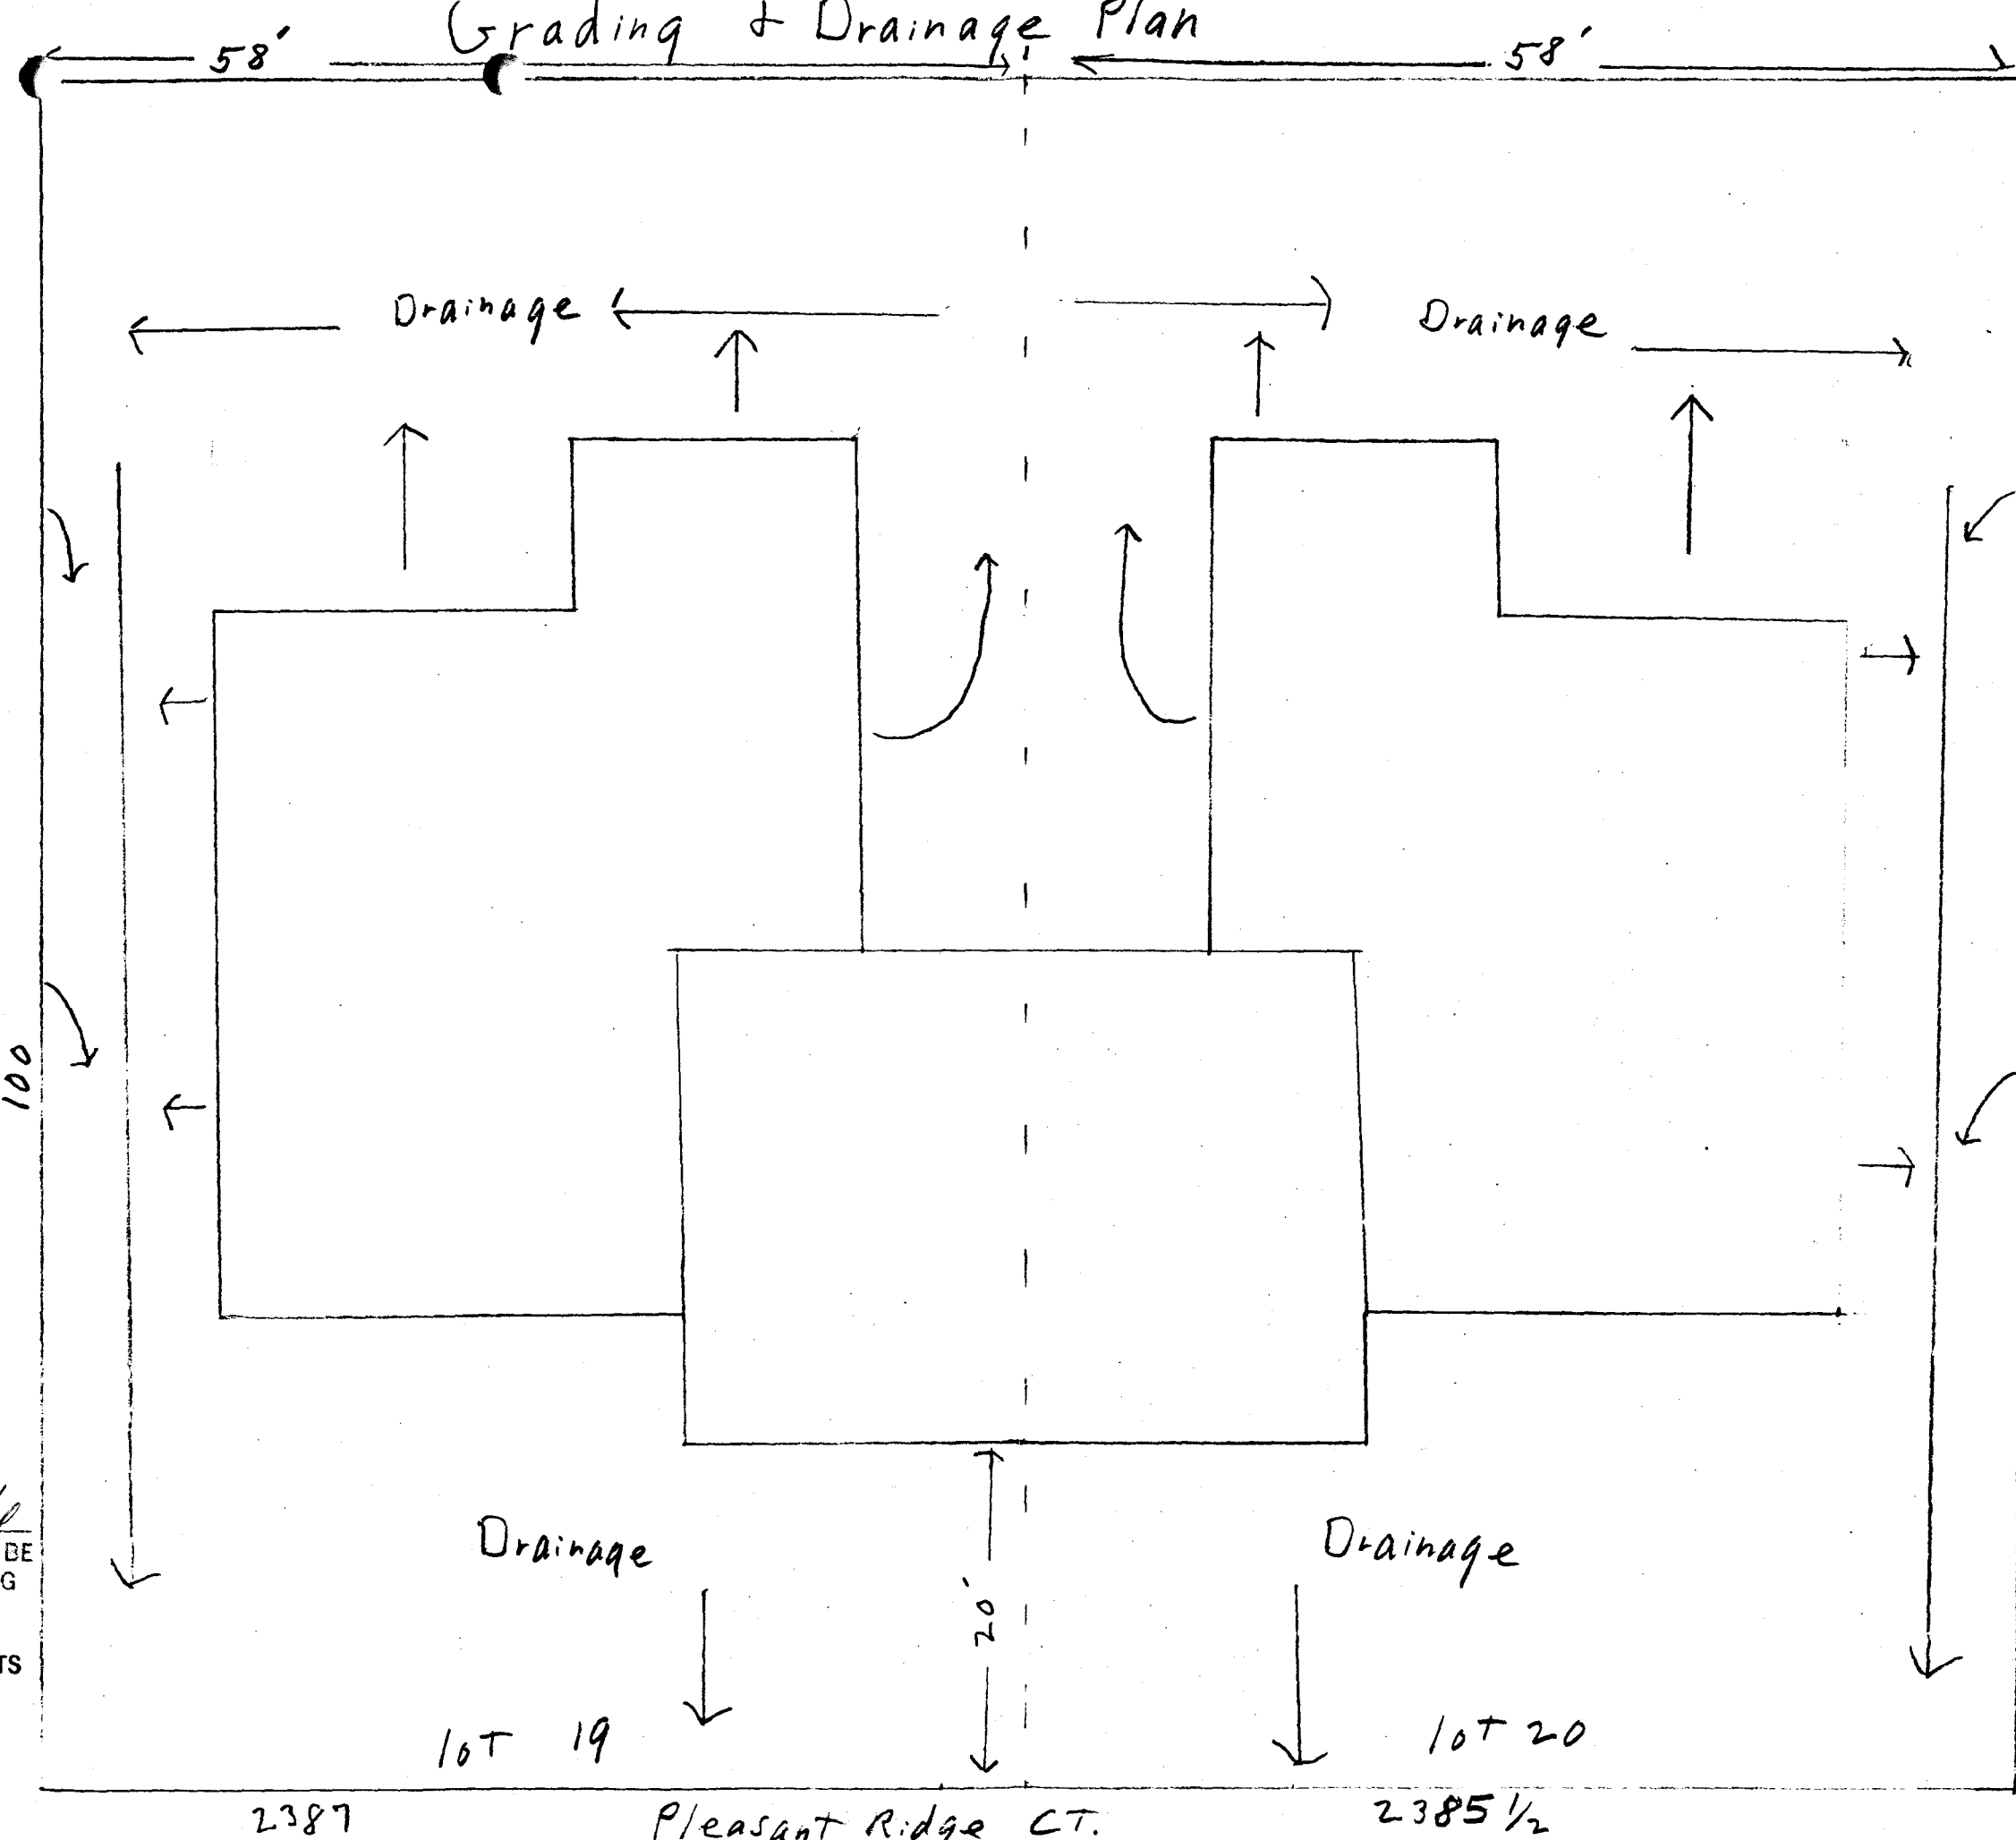 Grading & Drainage Plan
58' 58'
Drainage Drainage
100
BE
G
TS
Drainage Drainage
20'
lot 19 lot 20
2387 Pleasant Ridge CT. 2385 1/2